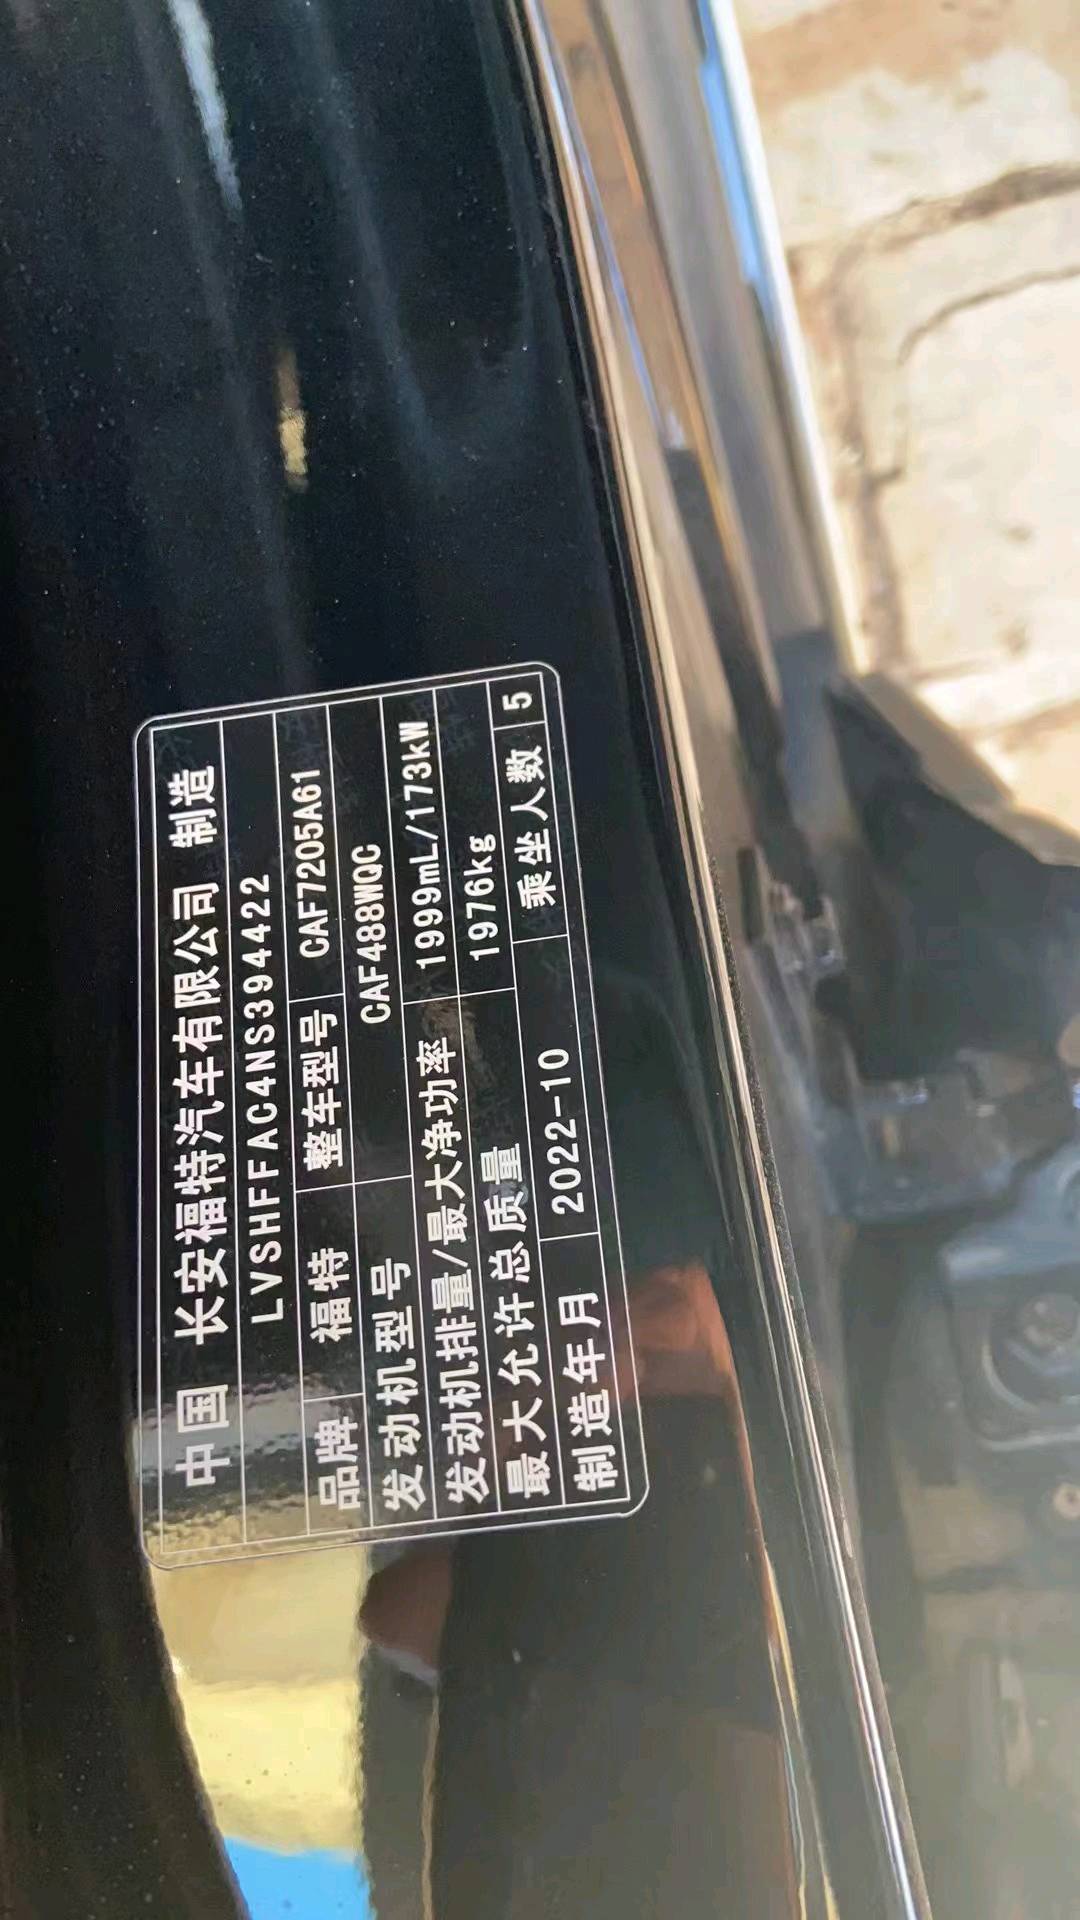 中国 长安福特汽车有限公司 制造
LVSHFFAC4NS394422
品牌 福特 整车型号 CAF7205A61
发动机型号 CAF488WQC
发动机排量/最大净功率 1999mL/173kW
最大允许总质量 1976kg
制造年月 2022-10 乘坐人数 5